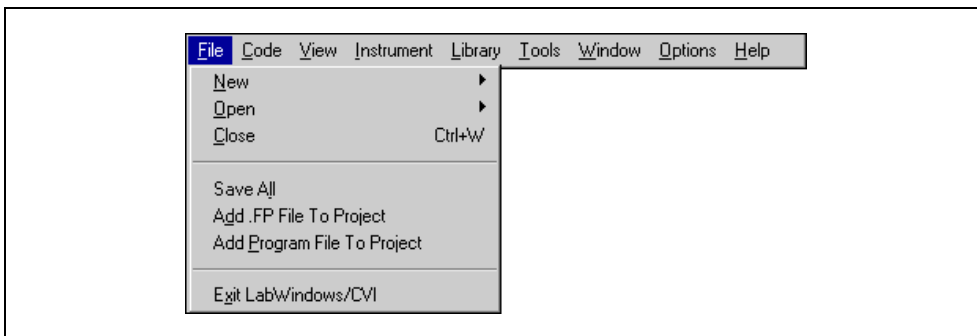 File Code View Instrument Library Tools Window Options Help
New
Open
Close Ctrl+W
Save All
Add .FP File To Project
Add Program File To Project
Exit LabWindows/CVI